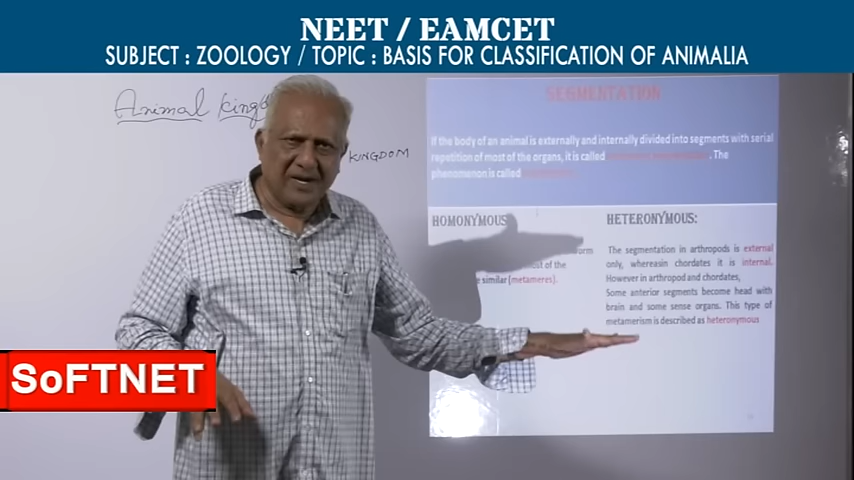 NEET / EAMCET
SUBJECT : ZOOLOGY / TOPIC : BASIS FOR CLASSIFICATION OF ANIMALIA
Animal
KINGDOM
SEGMENTATION
If the body of an animal is externally and internally divided into segments with serial
repetition of most of the organs, it is called . The
phenomenon is called
HOMONYMOUS
of the
similar (metameres).
HETERONYMOUS:
The segmentation in arthropods is external
only, whereasin chordates it is internal.
However in arthropod and chordates,
Some anterior segments become head with
brain and some sense organs. This type of
metamerism is described as heteronymous
SoFTNET